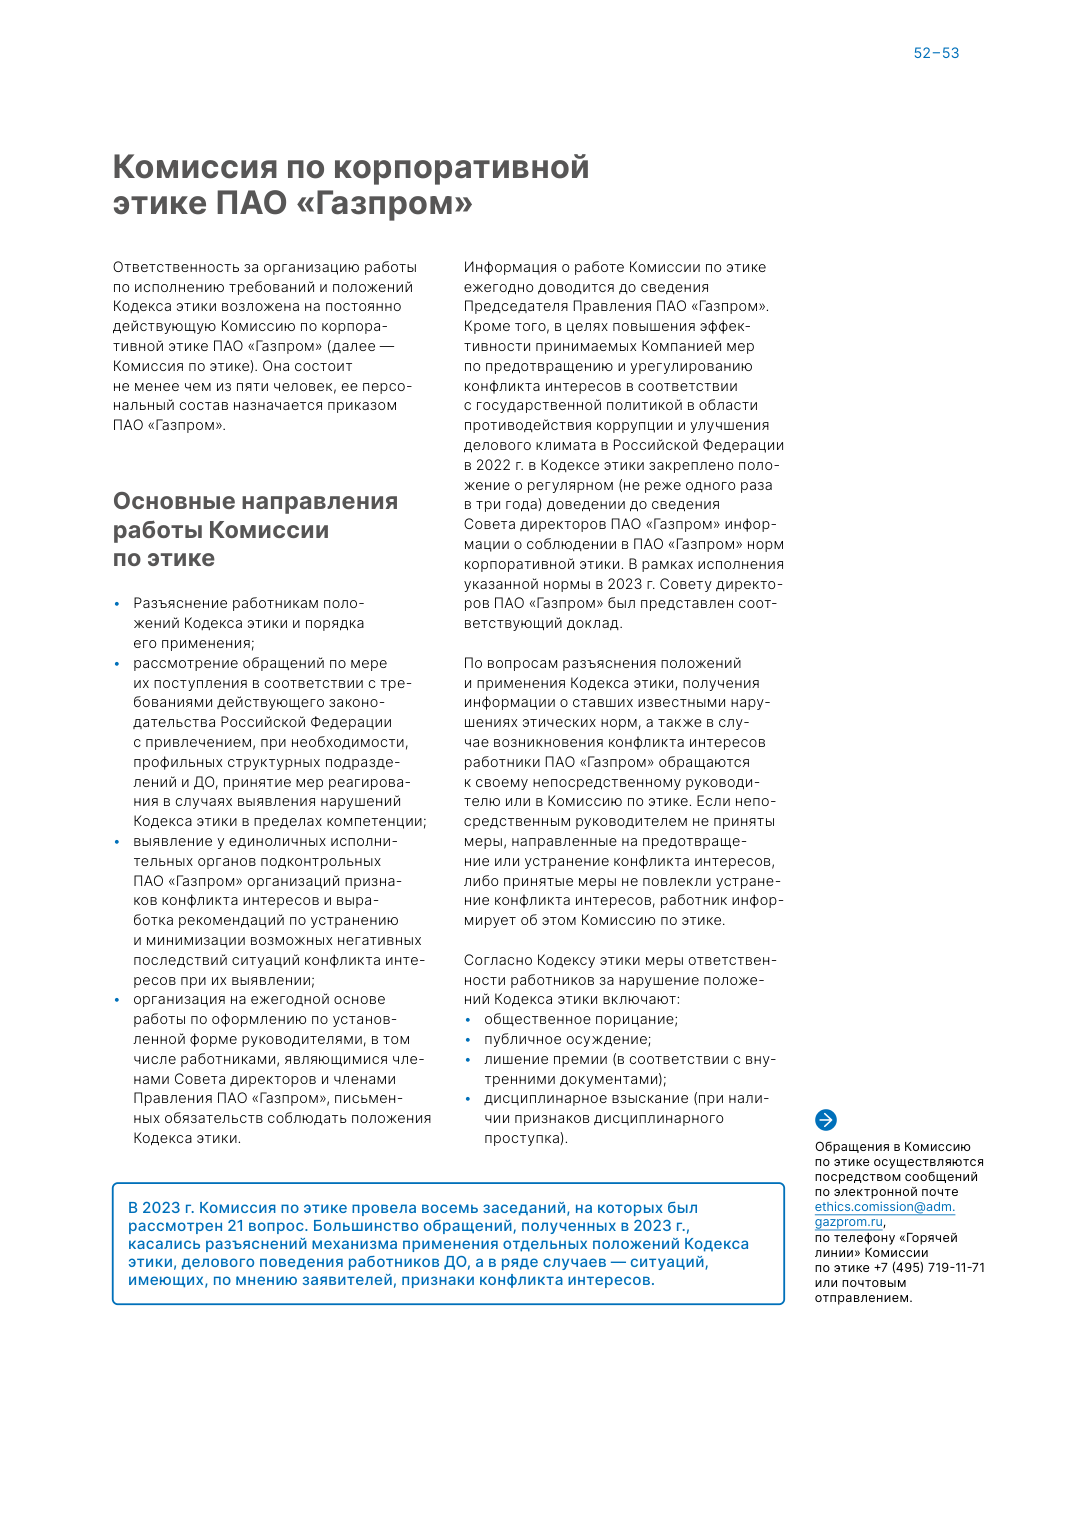 52–53
Комиссия по корпоративной
этике ПАО «Газпром»
Ответственность за организацию работы
по исполнению требований и положений
Кодекса этики возложена на постоянно
действующую Комиссию по корпора-
тивной этике ПАО «Газпром» (далее —
Комиссия по этике). Она состоит
не менее чем из пяти человек, ее персо-
нальный состав назначается приказом
ПАО «Газпром».
Основные направления
работы Комиссии
по этике
• Разъяснение работникам поло-
жений Кодекса этики и порядка
его применения;
• рассмотрение обращений по мере
их поступления в соответствии с тре-
бованиями действующего законо-
дательства Российской Федерации
с привлечением, при необходимости,
профильных структурных подразде-
лений и ДО, принятие мер реагирова-
ния в случаях выявления нарушений
Кодекса этики в пределах компетенции;
• выявление у единоличных исполни-
тельных органов подконтрольных
ПАО «Газпром» организаций призна-
ков конфликта интересов и выра-
ботка рекомендаций по устранению
и минимизации возможных негативных
последствий ситуаций конфликта инте-
ресов при их выявлении;
• организация на ежегодной основе
работы по оформлению по установ-
ленной форме руководителями, в том
числе работниками, являющимися чле-
нами Совета директоров и членами
Правления ПАО «Газпром», письмен-
ных обязательств соблюдать положения
Кодекса этики.
Информация о работе Комиссии по этике
ежегодно доводится до сведения
Председателя Правления ПАО «Газпром».
Кроме того, в целях повышения эффек-
тивности принимаемых Компанией мер
по предотвращению и урегулированию
конфликта интересов в соответствии
с государственной политикой в области
противодействия коррупции и улучшения
делового климата в Российской Федерации
в 2022 г. в Кодексе этики закреплено поло-
жение о регулярном (не реже одного раза
в три года) доведении до сведения
Совета директоров ПАО «Газпром» инфор-
мации о соблюдении в ПАО «Газпром» норм
корпоративной этики. В рамках исполнения
указанной нормы в 2023 г. Совету директо-
ров ПАО «Газпром» был представлен соот-
ветствующий доклад.
По вопросам разъяснения положений
и применения Кодекса этики, получения
информации о ставших известными нару-
шениях этических норм, а также в слу-
чае возникновения конфликта интересов
работники ПАО «Газпром» обращаются
к своему непосредственному руководи-
телю или в Комиссию по этике. Если непо-
средственным руководителем не приняты
меры, направленные на предотвраще-
ние или устранение конфликта интересов,
либо принятые меры не повлекли устране-
ние конфликта интересов, работник инфор-
мирует об этом Комиссию по этике.
Согласно Кодексу этики меры ответствен-
ности работников за нарушение положе-
ний Кодекса этики включают:
• общественное порицание;
• публичное осуждение;
• лишение премии (в соответствии с вну-
тренними документами);
• дисциплинарное взыскание (при нали-
чии признаков дисциплинарного
проступка).
Обращения в Комиссию
по этике осуществляются
посредством сообщений
по электронной почте
ethics.comission@adm.
gazprom.ru,
по телефону «Горячей
линии» Комиссии
по этике +7 (495) 719-11-71
или почтовым
отправлением.
В 2023 г. Комиссия по этике провела восемь заседаний, на которых был
рассмотрен 21 вопрос. Большинство обращений, полученных в 2023 г.,
касались разъяснений механизма применения отдельных положений Кодекса
этики, делового поведения работников ДО, а в ряде случаев — ситуаций,
имеющих, по мнению заявителей, признаки конфликта интересов.